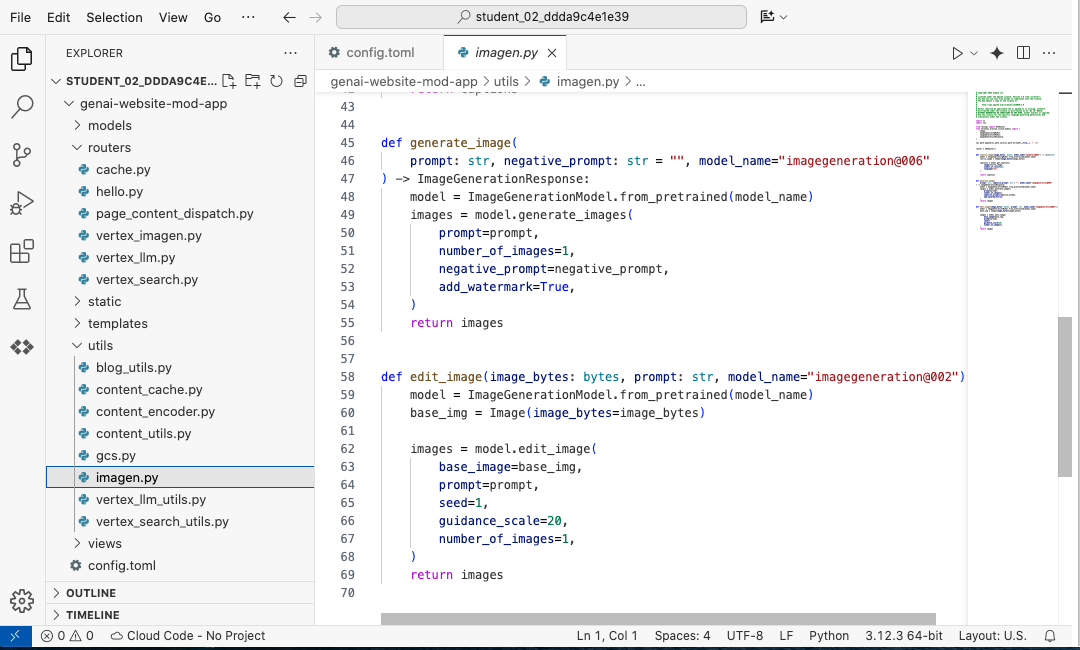 File Edit Selection View Go ··· student_02_ddda9c4e1e39
EXPLORER ···
STUDENT_02_DDDA9C4E...
genai-website-mod-app
models
routers
cache.py
hello.py
page_content_dispatch.py
vertex_imagen.py
vertex_llm.py
vertex_search.py
static
templates
utils
blog_utils.py
content_cache.py
content_encoder.py
content_utils.py
gcs.py
imagen.py
vertex_llm_utils.py
vertex_search_utils.py
views
config.toml
OUTLINE
TIMELINE
config.toml imagen.py
genai-website-mod-app > utils > imagen.py > ...
43
44
45 def generate_image(
46     prompt: str, negative_prompt: str = "", model_name="imagegeneration@006"
47 ) -> ImageGenerationResponse:
48     model = ImageGenerationModel.from_pretrained(model_name)
49     images = model.generate_images(
50         prompt=prompt,
51         number_of_images=1,
52         negative_prompt=negative_prompt,
53         add_watermark=True,
54     )
55     return images
56
57
58 def edit_image(image_bytes: bytes, prompt: str, model_name="imagegeneration@002")
59     model = ImageGenerationModel.from_pretrained(model_name)
60     base_img = Image(image_bytes=image_bytes)
61
62     images = model.edit_image(
63         base_image=base_img,
64         prompt=prompt,
65         seed=1,
66         guidance_scale=20,
67         number_of_images=1,
68     )
69     return images
70
0 0 Cloud Code - No Project Ln 1, Col 1 Spaces: 4 UTF-8 LF Python 3.12.3 64-bit Layout: U.S.